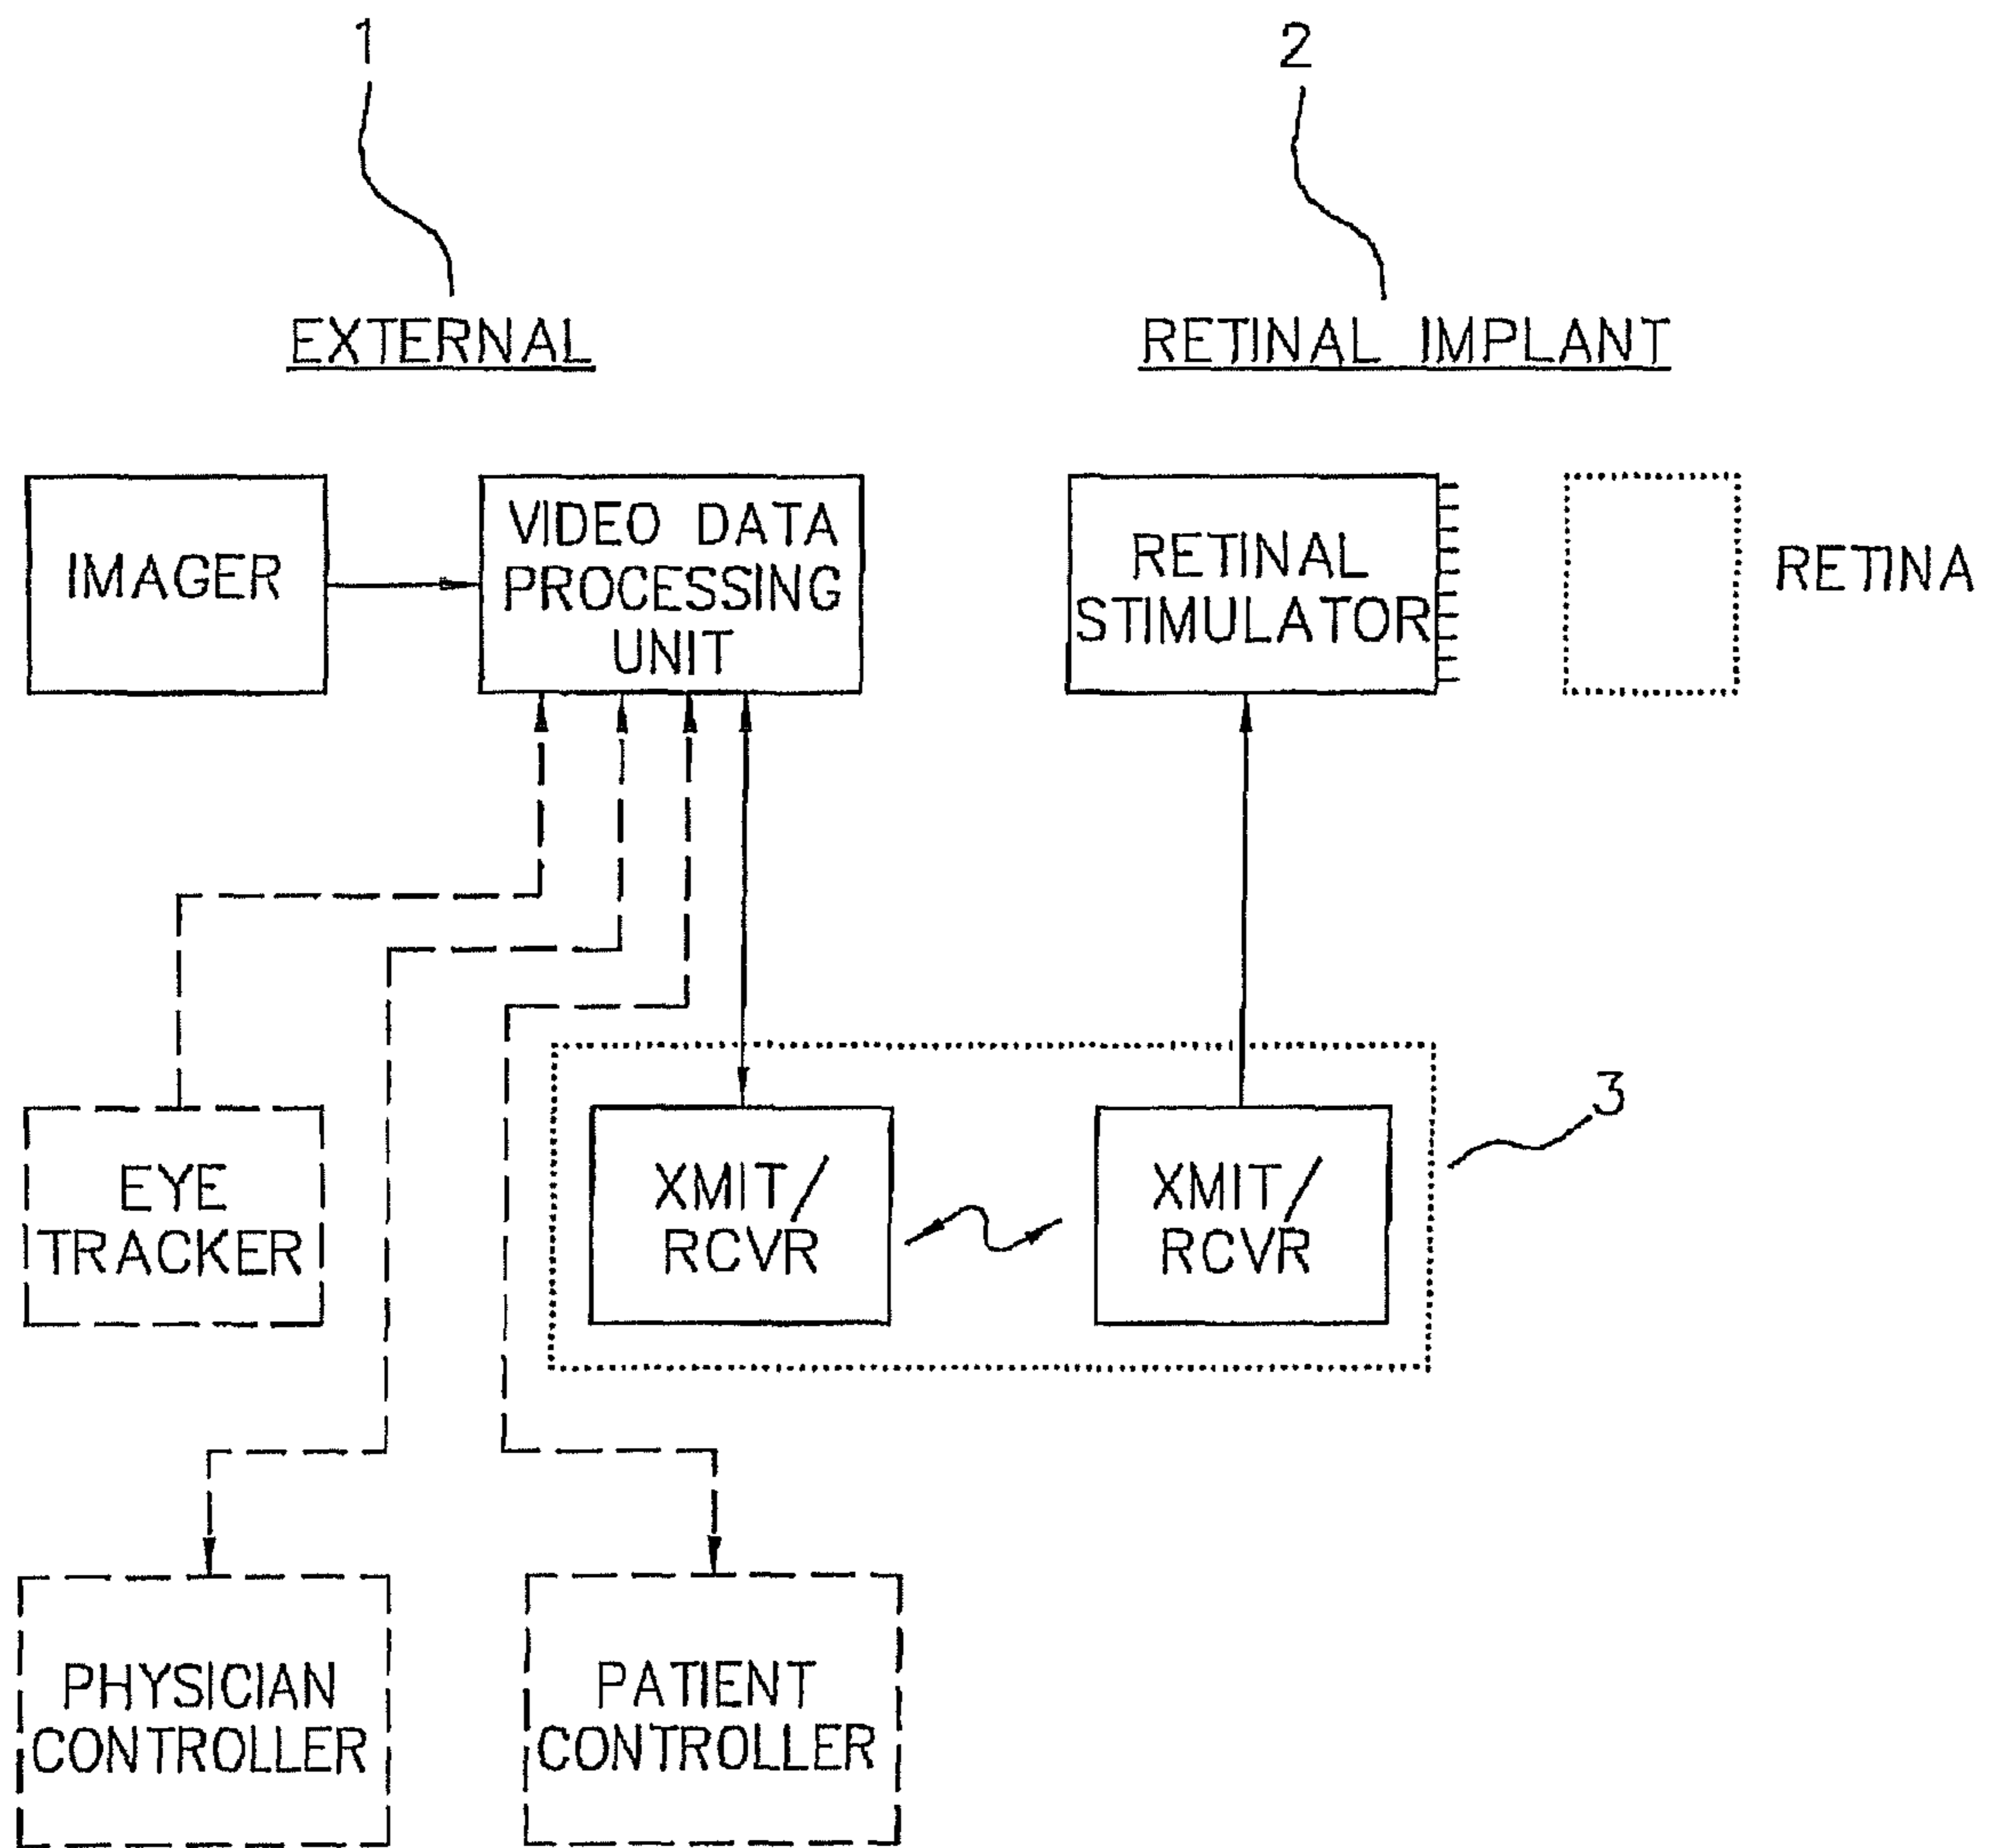 1
2
EXTERNAL
RETINAL IMPLANT
IMAGER
VIDEO DATA
PROCESSING
UNIT
RETINAL
STIMULATOR
RETINA
3
EYE
TRACKER
XMIT/
RCVR
XMIT/
RCVR
PHYSICIAN
CONTROLLER
PATIENT
CONTROLLER